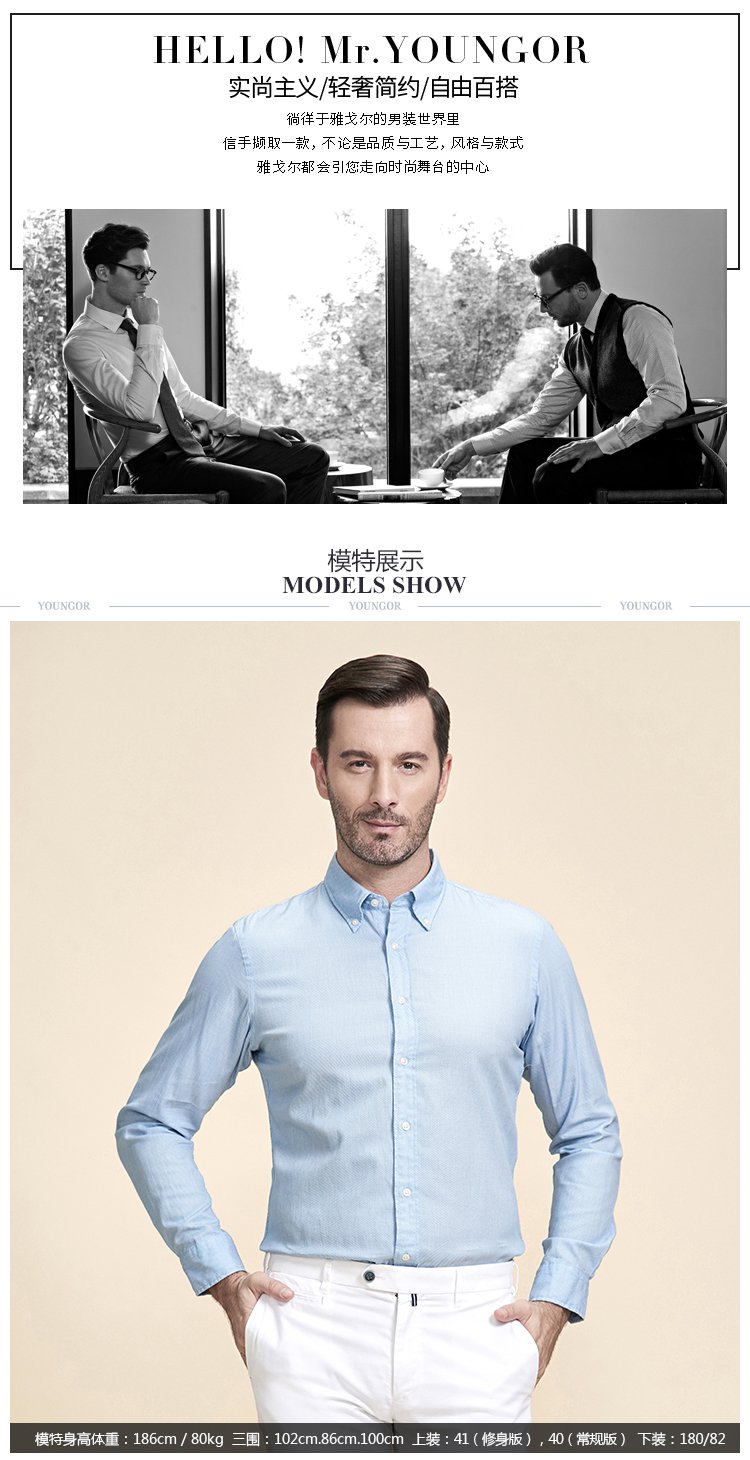 HELLO! Mr.YOUNGOR
实尚主义/轻奢简约/自由百搭
徜徉于雅戈尔的男装世界里
信手撷取一款，不论是品质与工艺，风格与款式
雅戈尔都会引您走向时尚舞台的中心
模特展示
MODELS SHOW
YOUNGOR YOUNGOR YOUNGOR
模特身高体重：186cm / 80kg 三围：102cm.86cm.100cm 上装：41（修身版），40（常规版） 下装：180/82